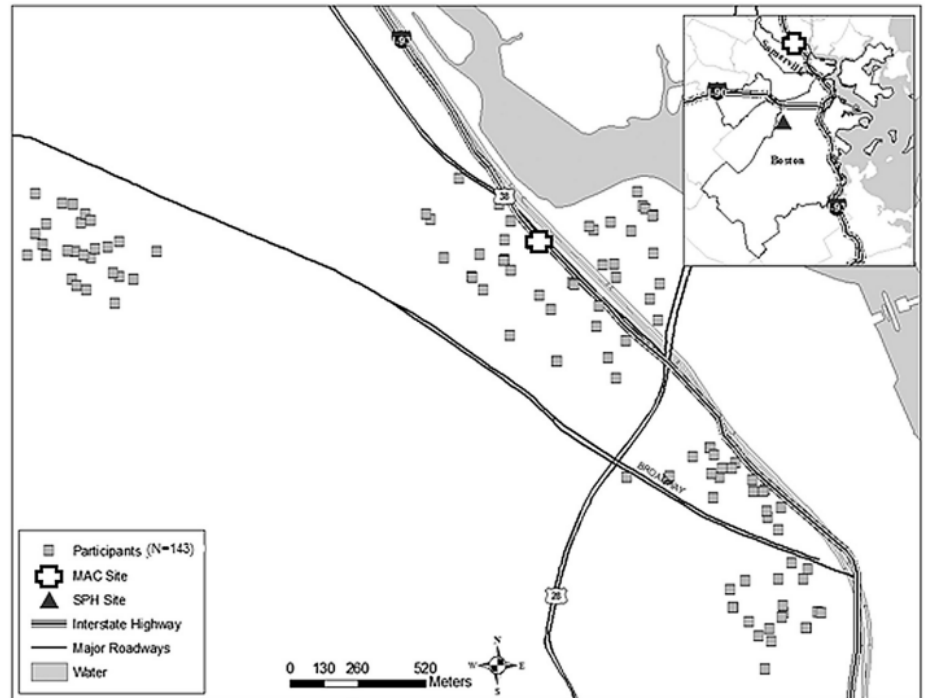 93
38
BROADWAY
28
Somerville
I-90
Boston
93
Participants (N=143)
MAC Site
SPH Site
Interstate Highway
Major Roadways
Water
0 130 260 520
Meters
N
W E
S